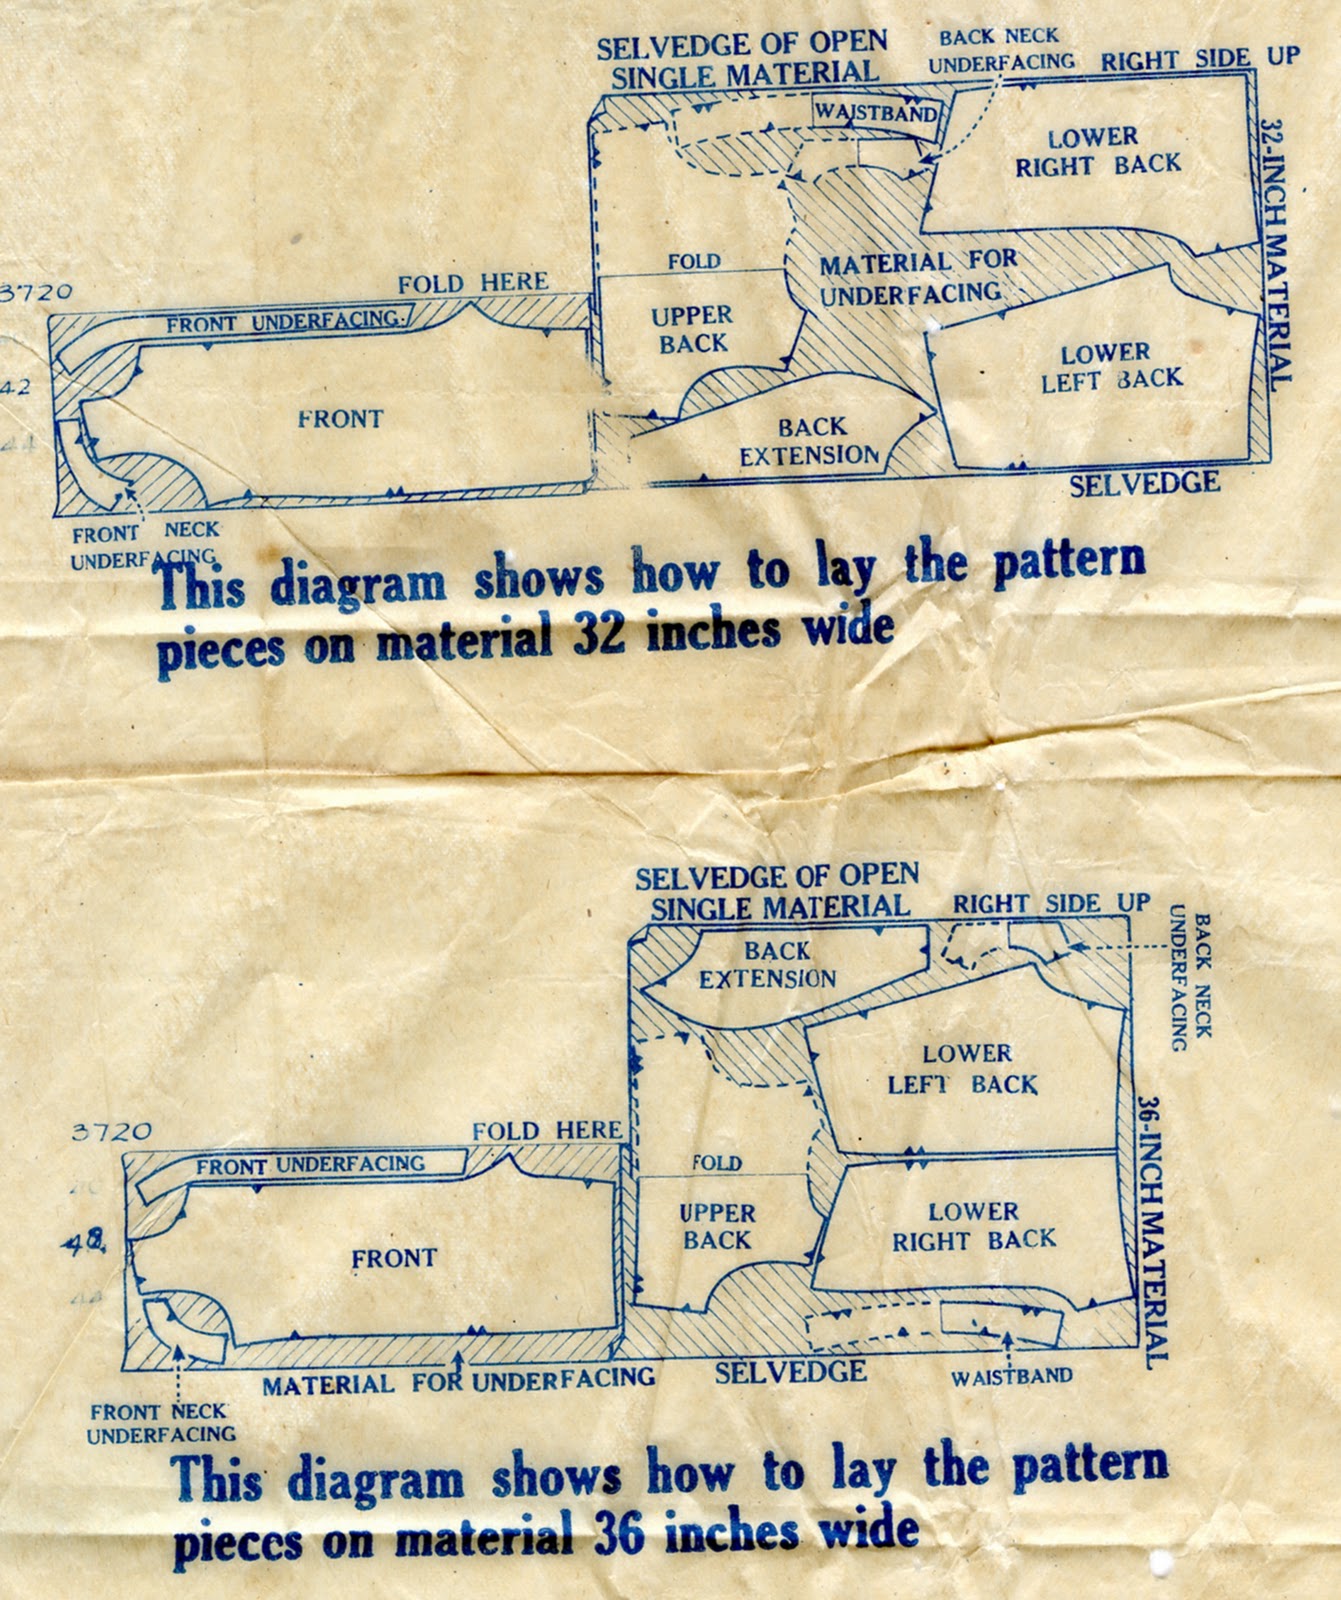 SELVEDGE OF OPEN
SINGLE MATERIAL
BACK NECK
UNDERFACING
RIGHT SIDE UP
WAISTBAND
LOWER
RIGHT BACK
32-INCH MATERIAL
FOLD
MATERIAL FOR
UNDERFACING
FOLD HERE
3720
FRONT UNDERFACING
UPPER
BACK
LOWER
LEFT BACK
42
44
FRONT
BACK
EXTENSION
SELVEDGE
FRONT NECK
UNDERFACING
This diagram shows how to lay the pattern
pieces on material 32 inches wide
SELVEDGE OF OPEN
SINGLE MATERIAL
RIGHT SIDE UP
BACK NECK
UNDERFACING
BACK
EXTENSION
LOWER
LEFT BACK
36-INCH MATERIAL
3720
FOLD HERE
FRONT UNDERFACING
FOLD
UPPER
BACK
LOWER
RIGHT BACK
FRONT
44
MATERIAL FOR UNDERFACING
SELVEDGE
WAISTBAND
FRONT NECK
UNDERFACING
This diagram shows how to lay the pattern
pieces on material 36 inches wide